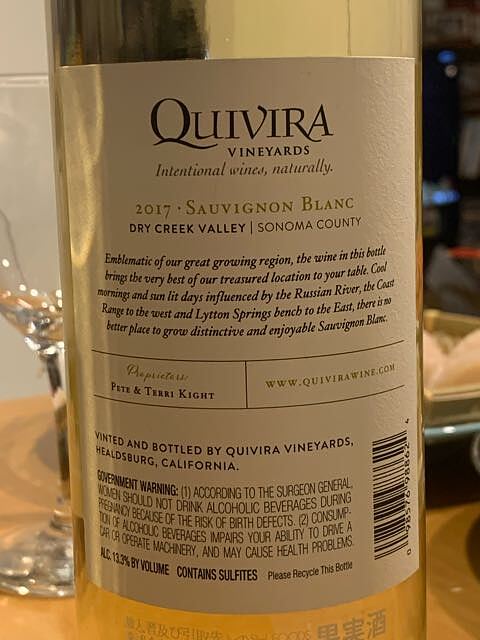 QUIVIRA
VINEYARDS
Intentional wines, naturally.
2017 · SAUVIGNON BLANC
DRY CREEK VALLEY | SONOMA COUNTY
Emblematic of our great growing region, the wine in this bottle
brings the very best of our treasured location to your table. Cool
mornings and sun lit days influenced by the Russian River, the Coast
Range to the west and Lytton Springs bench to the East, there is no
better place to grow distinctive and enjoyable Sauvignon Blanc.
Proprietors
PETE & TERRI KIGHT
WWW.QUIVIRAWINE.COM
VINTED AND BOTTLED BY QUIVIRA VINEYARDS,
HEALDSBURG, CALIFORNIA.
GOVERNMENT WARNING: (1) ACCORDING TO THE SURGEON GENERAL,
WOMEN SHOULD NOT DRINK ALCOHOLIC BEVERAGES DURING
PREGNANCY BECAUSE OF THE RISK OF BIRTH DEFECTS. (2) CONSUMP-
TION OF ALCOHOLIC BEVERAGES IMPAIRS YOUR ABILITY TO DRIVE A
CAR OR OPERATE MACHINERY, AND MAY CAUSE HEALTH PROBLEMS.
ALC. 13.3% BY VOLUME CONTAINS SULFITES Please Recycle This Bottle
果実酒